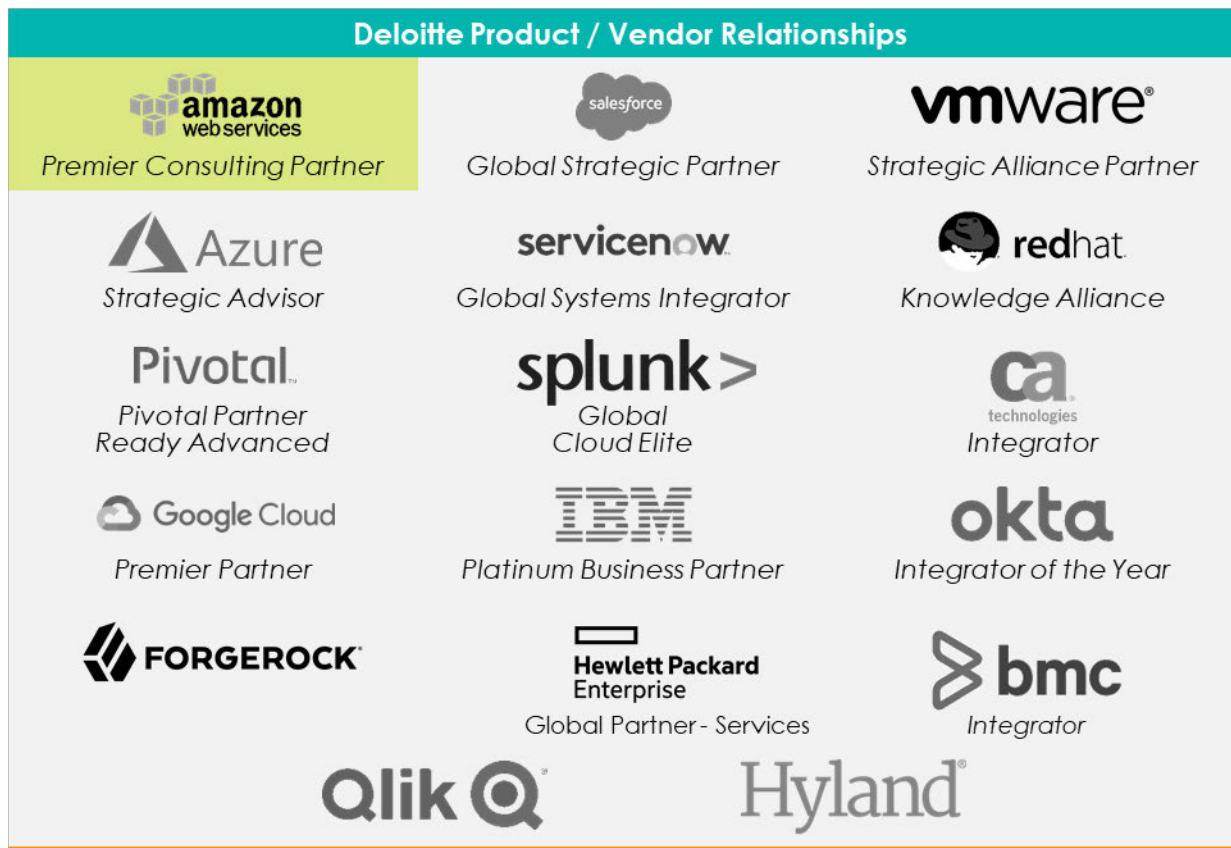 Deloitte Product / Vendor Relationships
amazon
web services
Premier Consulting Partner
salesforce
Global Strategic Partner
vmware®
Strategic Alliance Partner
Azure
Strategic Advisor
servicenow™
Global Systems Integrator
redhat.
Knowledge Alliance
Pivotal™
Pivotal Partner
Ready Advanced
splunk>
Global
Cloud Elite
ca
technologies®
Integrator
Google Cloud
Premier Partner
IBM
Platinum Business Partner
okta
Integrator of the Year
FORGEROCK®
Hewlett Packard
Enterprise
Global Partner - Services
bmc
Integrator
Qlik
Hyland®